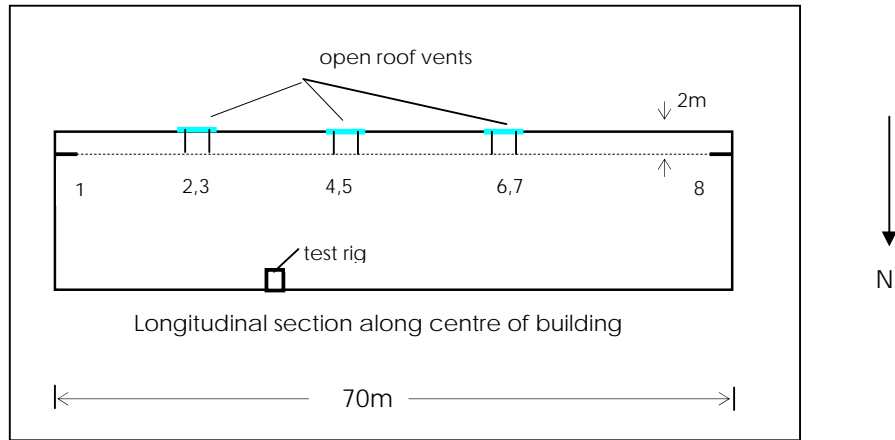 open roof vents
2m
1
2,3
4,5
6,7
8
test rig
N
Longitudinal section along centre of building
70m